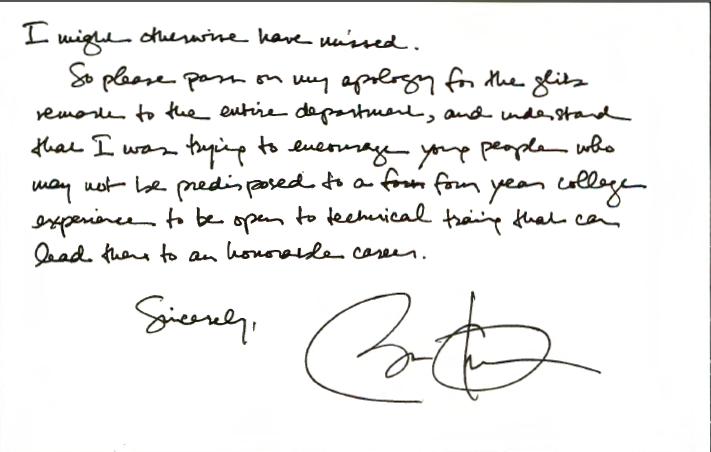 I might otherwise have missed.
So please pass on my apology for the glib
remark to the entire department, and understand
that I was trying to encourage young people who
may not be predisposed to a four four year college
experience to be open to technical training that can
lead them to an honorable career.
Sincerely,